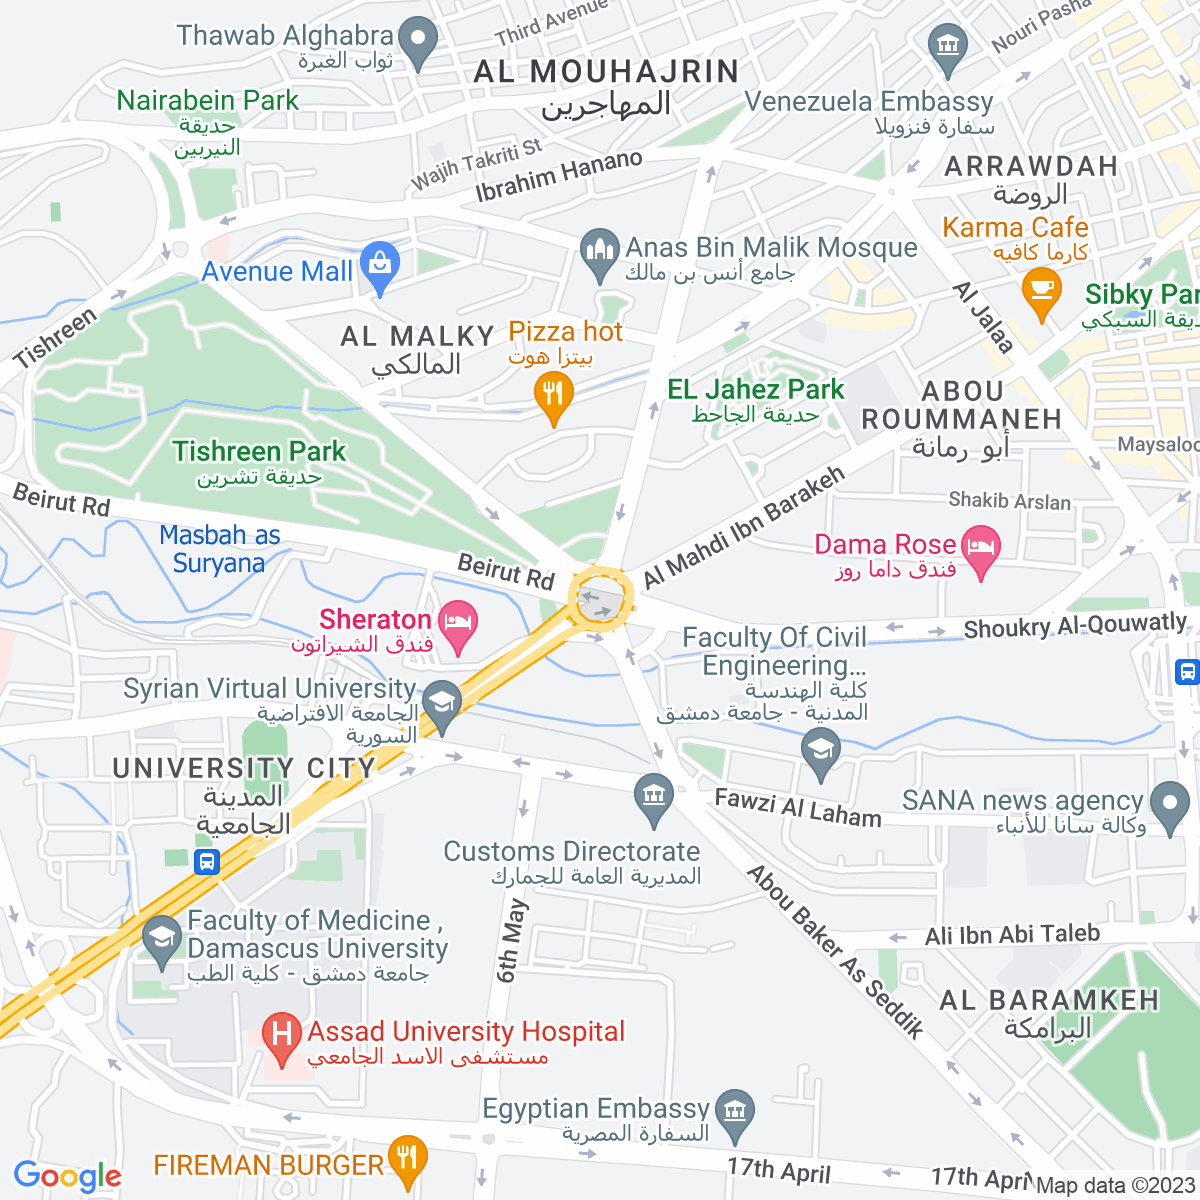 Third Avenue
Nouri Pasha
Thawab Alghabra
ثواب الغبرة
AL MOUHAJRIN
المهاجرين
Nairabein Park
حديقة
النيربين
Venezuela Embassy
سفارة فنزويلا
Wajih Takriti St
Ibrahim Hanano
ARRAWDAH
الروضة
Karma Cafe
كارما كافيه
Anas Bin Malik Mosque
جامع أنس بن مالك
Avenue Mall
Al Jalaa
Sibky Par
حديقة السبكي
Tishreen
AL MALKY
المالكي
Pizza hot
بيتزا هوت
EL Jahez Park
حديقة الجاحظ
ABOU
ROUMMANEH
أبو رمانة
Tishreen Park
حديقة تشرين
Maysaloo
Beirut Rd
Shakib Arslan
Al Mahdi Ibn Barakeh
Masbah as
Suryana
Beirut Rd
Dama Rose
فندق داما روز
Sheraton
فندق الشيراتون
Shoukry Al-Qouwatly
Faculty Of Civil
Engineering...
كلية الهندسة
المدنية - جامعة دمشق
Syrian Virtual University
الجامعة الافتراضية
السورية
UNIVERSITY CITY
المدينة
الجامعية
Fawzi Al Laham
SANA news agency
وكالة سانا للأنباء
Customs Directorate
المديرية العامة للجمارك
Abou Baker As Seddik
6th May
Faculty of Medicine ,
Damascus University
جامعة دمشق - كلية الطب
Ali Ibn Abi Taleb
AL BARAMKEH
البرامكة
H
Assad University Hospital
مستشفى الاسد الجامعي
Egyptian Embassy
السفارة المصرية
FIREMAN BURGER
17th April
17th Apri
Google
Map data ©2023